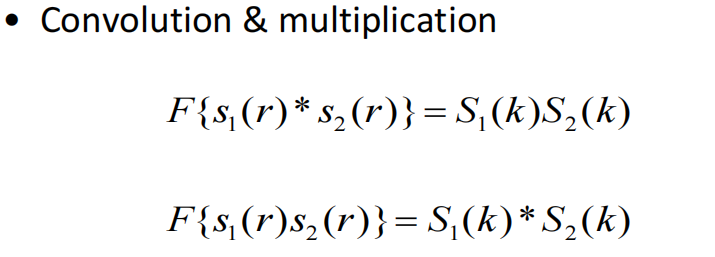 • Convolution & multiplication
F{s₁(r) * s₂(r)} = S₁(k)S₂(k)
F{s₁(r)s₂(r)} = S₁(k) * S₂(k)